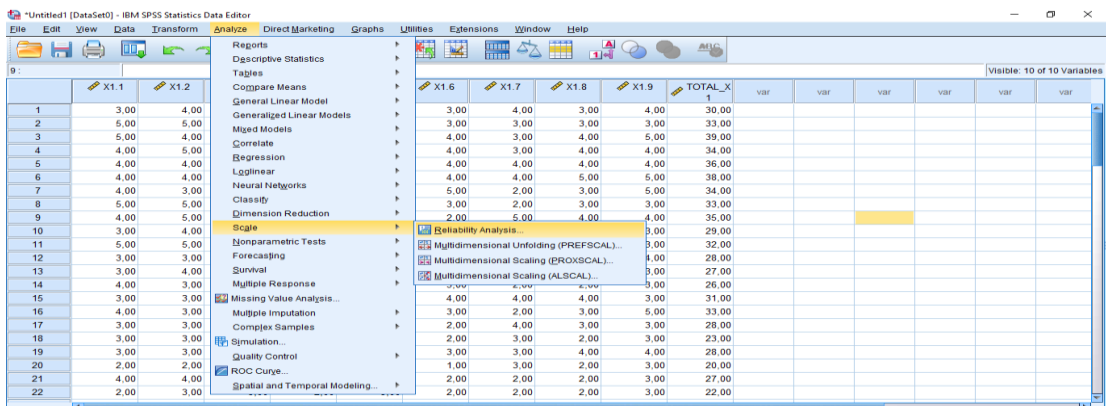 *Untitled1 [DataSet0] - IBM SPSS Statistics Data Editor
File Edit View Data Transform Analyze Direct Marketing Graphs Utilities Extensions Window Help
9 :
Visible: 10 of 10 Variables
X1.1 X1.2 X1.6 X1.7 X1.8 X1.9 TOTAL_X1 var var var var var
1 3,00 4,00 3,00 4,00 3,00 4,00 30,00
2 5,00 5,00 3,00 3,00 3,00 3,00 33,00
3 5,00 4,00 3,00 3,00 4,00 5,00 39,00
4 4,00 5,00 4,00 3,00 4,00 4,00 34,00
5 4,00 4,00 4,00 4,00 4,00 4,00 36,00
6 4,00 4,00 4,00 4,00 5,00 5,00 38,00
7 4,00 3,00 5,00 2,00 3,00 5,00 34,00
8 5,00 5,00 3,00 2,00 3,00 3,00 33,00
9 4,00 5,00 2,00 5,00 4,00 4,00 35,00
10 3,00 4,00 3,00 29,00
11 5,00 5,00 3,00 32,00
12 3,00 3,00 4,00 28,00
13 3,00 4,00 3,00 27,00
14 4,00 3,00 3,00 26,00
15 3,00 3,00 4,00 4,00 4,00 3,00 31,00
16 4,00 3,00 3,00 3,00 3,00 5,00 33,00
17 3,00 3,00 2,00 4,00 3,00 3,00 28,00
18 3,00 3,00 2,00 3,00 2,00 3,00 23,00
19 3,00 3,00 3,00 3,00 4,00 4,00 28,00
20 2,00 2,00 1,00 3,00 2,00 3,00 20,00
21 4,00 4,00 2,00 2,00 2,00 3,00 27,00
22 2,00 3,00 2,00 2,00 2,00 3,00 22,00
Reports
Descriptive Statistics
Tables
Compare Means
General Linear Model
Generalized Linear Models
Mixed Models
Correlate
Regression
Loglinear
Neural Networks
Classify
Dimension Reduction
Scale
Nonparametric Tests
Forecasting
Survival
Multiple Response
Missing Value Analysis...
Multiple Imputation
Complex Samples
Simulation...
Quality Control
ROC Curve...
Spatial and Temporal Modeling...
Reliability Analysis...
Multidimensional Unfolding (PREFSCAL)...
Multidimensional Scaling (PROXSCAL)...
Multidimensional Scaling (ALSCAL)...